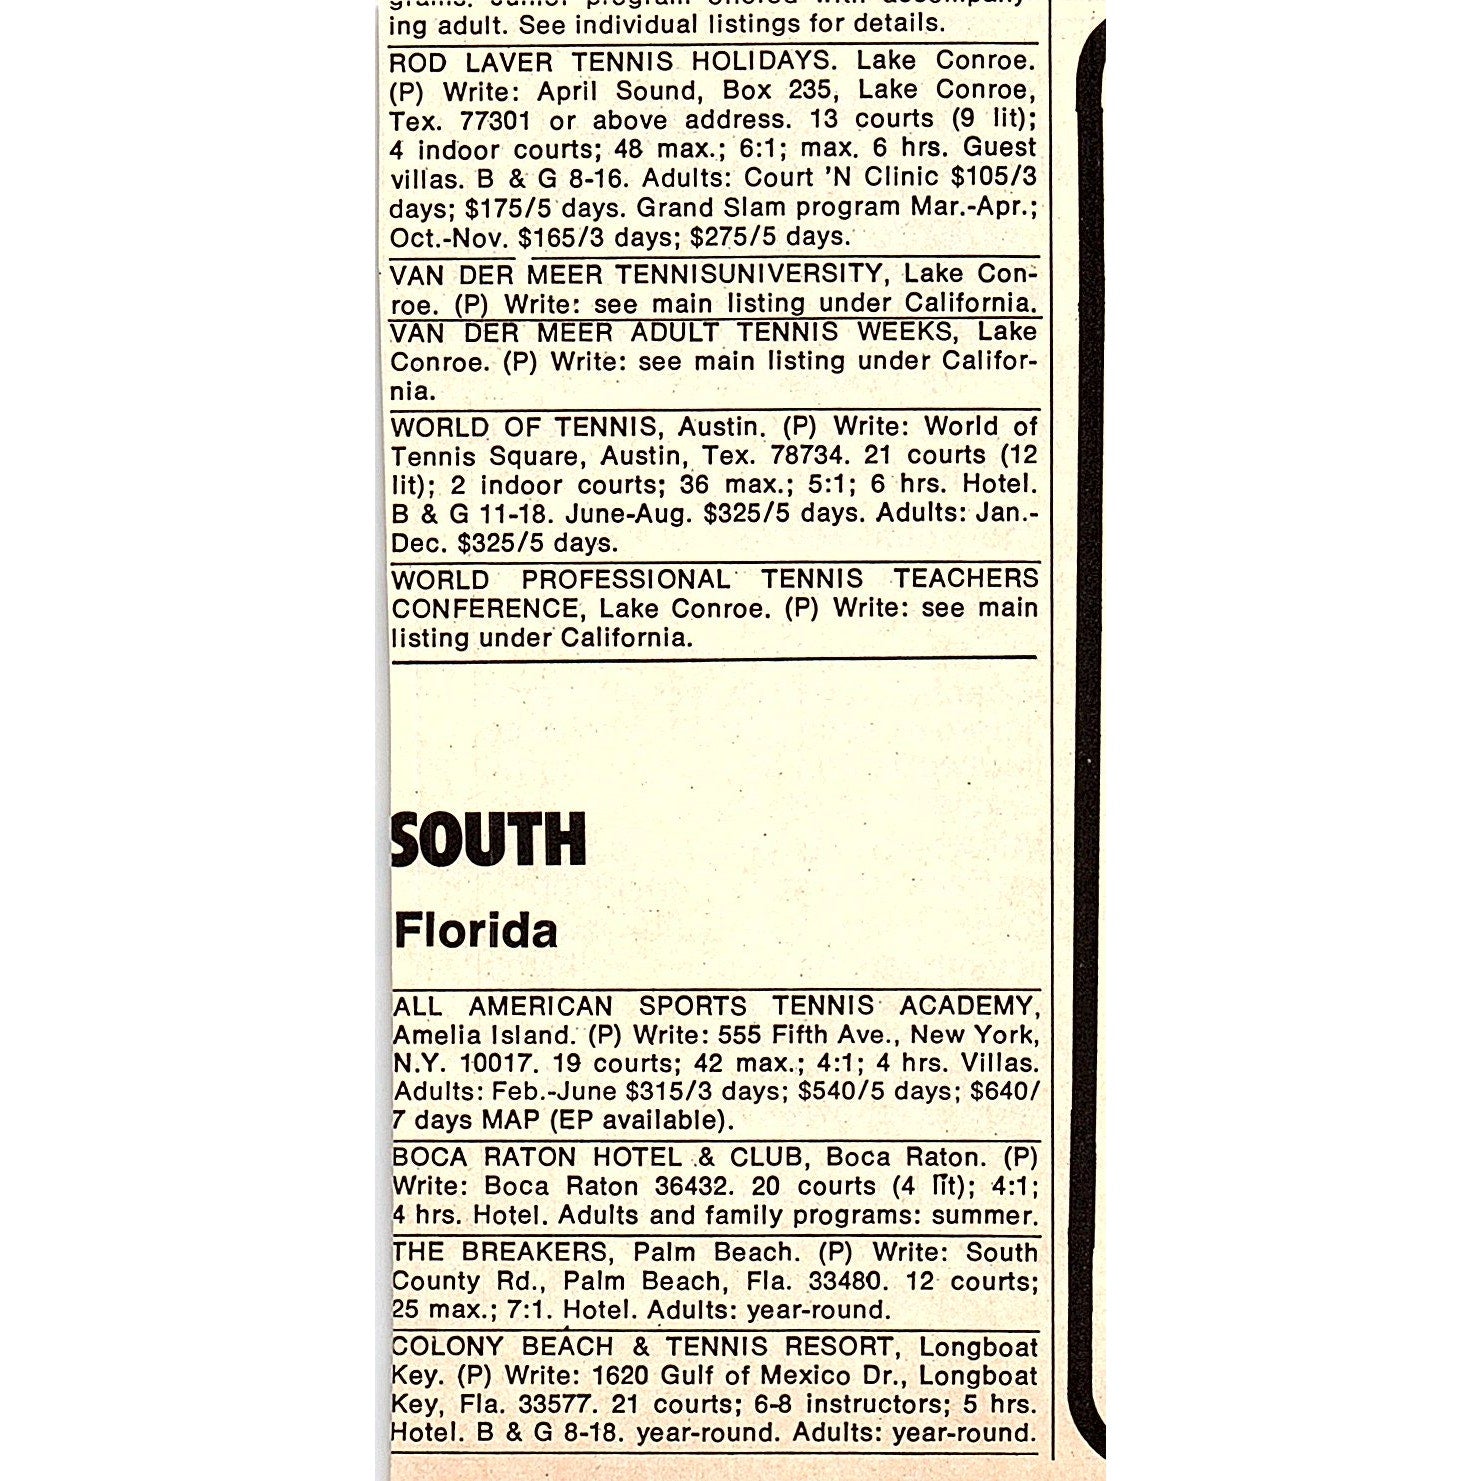 grams. Junior program offered with accompany-
ing adult. See individual listings for details.
ROD LAVER TENNIS HOLIDAYS. Lake Conroe.
(P) Write: April Sound, Box 235, Lake Conroe,
Tex. 77301 or above address. 13 courts (9 lit);
4 indoor courts; 48 max.; 6:1; max. 6 hrs. Guest
villas. B & G 8-16. Adults: Court 'N Clinic $105/3
days; $175/5 days. Grand Slam program Mar.-Apr.;
Oct.-Nov. $165/3 days; $275/5 days.
VAN DER MEER TENNISUNIVERSITY, Lake Con-
roe. (P) Write: see main listing under California.
VAN DER MEER ADULT TENNIS WEEKS, Lake
Conroe. (P) Write: see main listing under Califor-
nia.
WORLD OF TENNIS, Austin. (P) Write: World of
Tennis Square, Austin, Tex. 78734. 21 courts (12
lit); 2 indoor courts; 36 max.; 5:1; 6 hrs. Hotel.
B & G 11-18. June-Aug. $325/5 days. Adults: Jan.-
Dec. $325/5 days.
WORLD PROFESSIONAL TENNIS TEACHERS
CONFERENCE, Lake Conroe. (P) Write: see main
listing under California.
SOUTH
Florida
ALL AMERICAN SPORTS TENNIS ACADEMY,
Amelia Island. (P) Write: 555 Fifth Ave., New York,
N.Y. 10017. 19 courts; 42 max.; 4:1; 4 hrs. Villas.
Adults: Feb.-June $315/3 days; $540/5 days; $640/
7 days MAP (EP available).
BOCA RATON HOTEL & CLUB, Boca Raton. (P)
Write: Boca Raton 36432. 20 courts (4 lit); 4:1;
4 hrs. Hotel. Adults and family programs: summer.
THE BREAKERS, Palm Beach. (P) Write: South
County Rd., Palm Beach, Fla. 33480. 12 courts;
25 max.; 7:1. Hotel. Adults: year-round.
COLONY BEACH & TENNIS RESORT, Longboat
Key. (P) Write: 1620 Gulf of Mexico Dr., Longboat
Key, Fla. 33577. 21 courts; 6-8 instructors; 5 hrs.
Hotel. B & G 8-18. year-round. Adults: year-round.